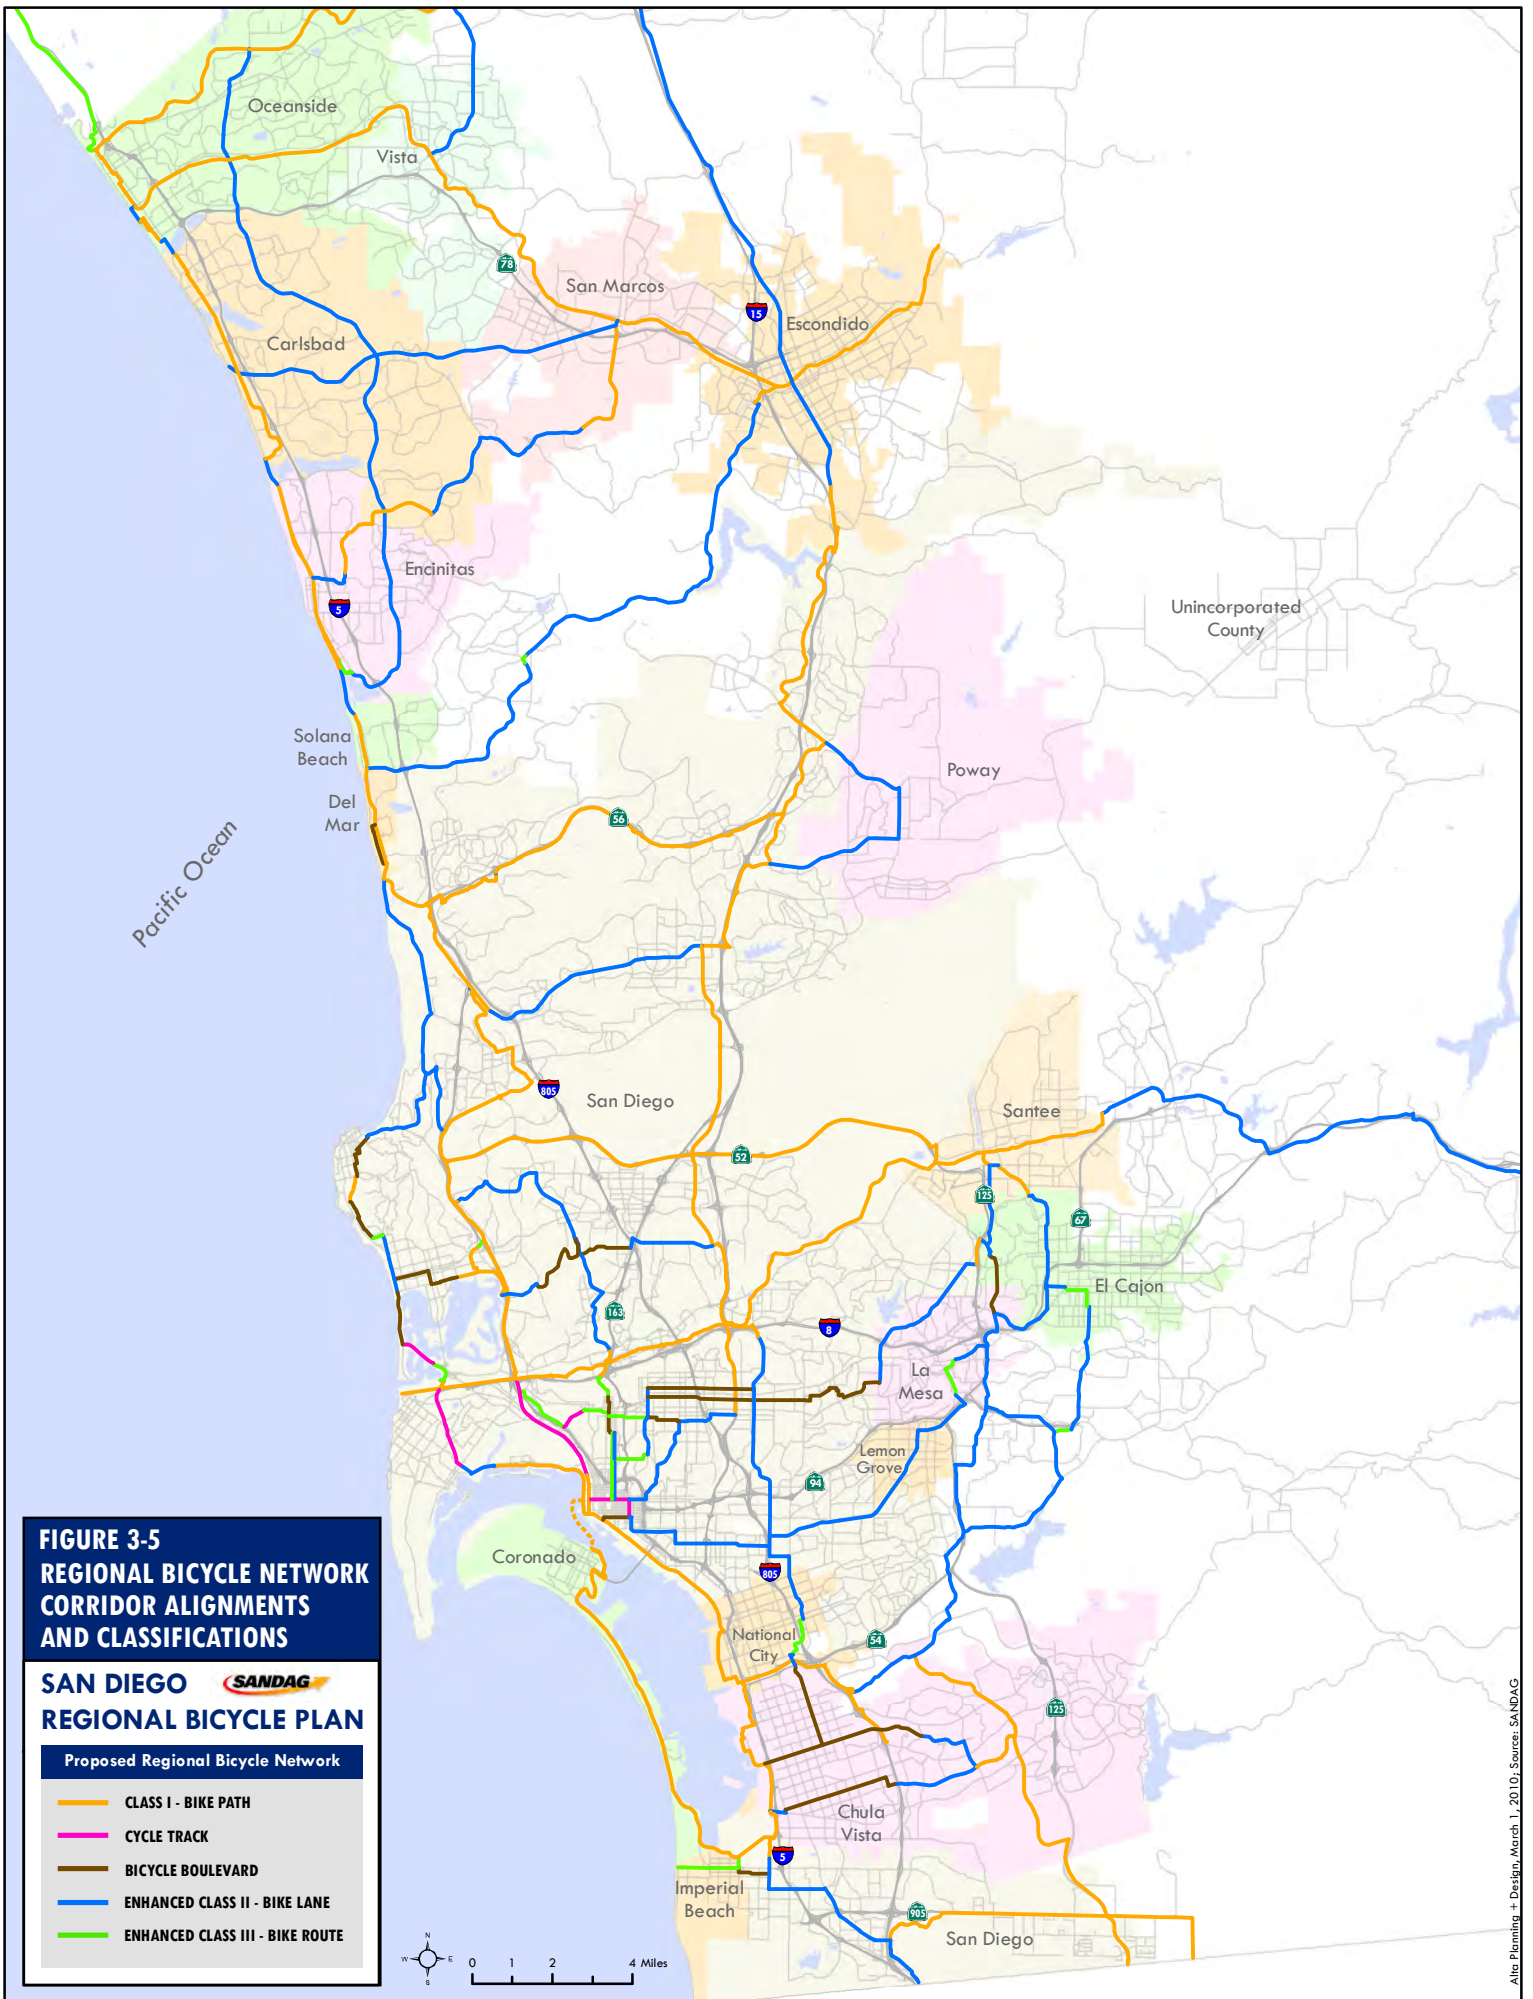 Oceanside
Vista
78
San Marcos
15
Escondido
Carlsbad
Encinitas
5
Unincorporated
County
Solana
Beach
Poway
Del
Mar
56
Pacific Ocean
805
San Diego
Santee
52
125
67
El Cajon
163
8
La
Mesa
Lemon
Grove
94
Coronado
805
National
City
54
125
Chula
Vista
5
Imperial
Beach
905
San Diego
FIGURE 3-5
REGIONAL BICYCLE NETWORK
CORRIDOR ALIGNMENTS
AND CLASSIFICATIONS
SAN DIEGO SANDAG
REGIONAL BICYCLE PLAN
Proposed Regional Bicycle Network
CLASS I - BIKE PATH
CYCLE TRACK
BICYCLE BOULEVARD
ENHANCED CLASS II - BIKE LANE
ENHANCED CLASS III - BIKE ROUTE
N
W E
S
0 1 2 4 Miles
Alta Planning + Design, March 1, 2010; Source: SANDAG